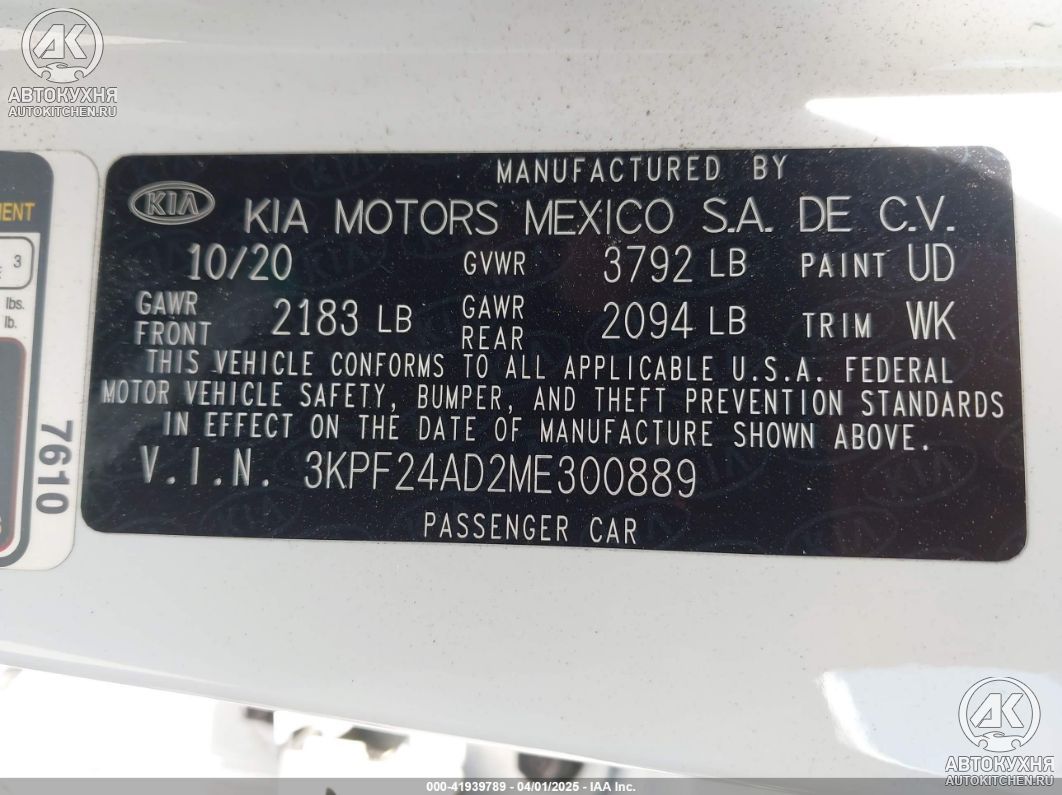 АВТОКУХНЯ
AUTOKITCHEN.RU
MANUFACTURED BY
KIA
KIA MOTORS MEXICO S.A. DE C.V.
10/20 GVWR 3792 LB PAINT UD
GAWR FRONT 2183 LB GAWR REAR 2094 LB TRIM WK
THIS VEHICLE CONFORMS TO ALL APPLICABLE U.S.A. FEDERAL
MOTOR VEHICLE SAFETY, BUMPER, AND THEFT PREVENTION STANDARDS
IN EFFECT ON THE DATE OF MANUFACTURE SHOWN ABOVE.
V.I.N. 3KPF24AD2ME300889
PASSENGER CAR
3
lbs.
lb.
7610
АВТОКУХНЯ
AUTOKITCHEN.RU
000-41939789 - 04/01/2025 - IAA Inc.